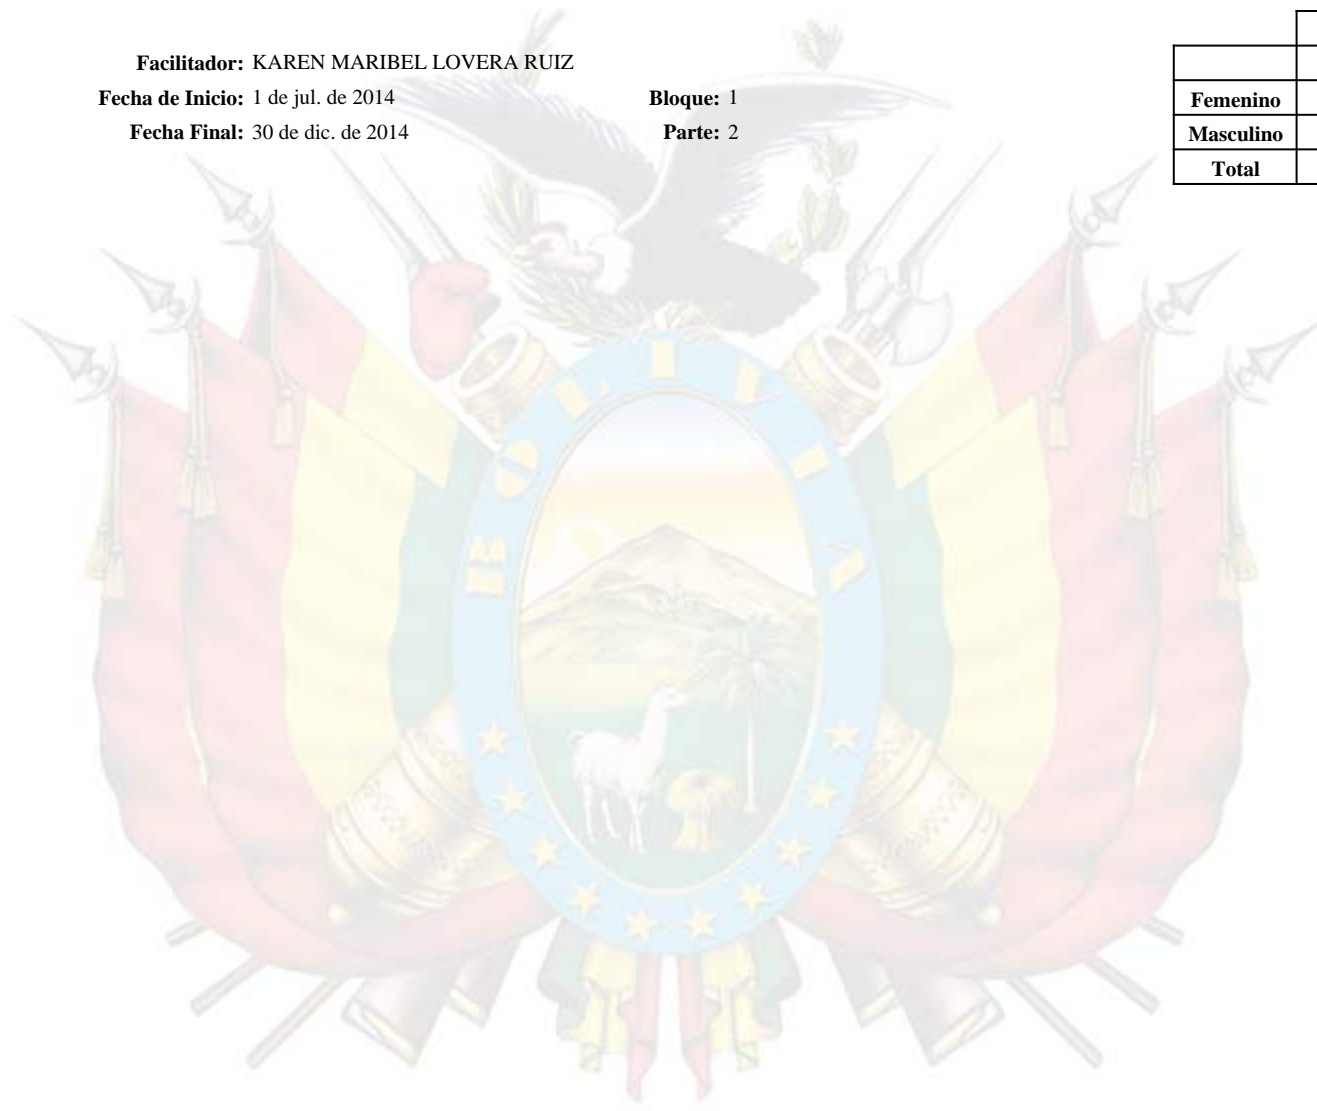 Facilitador: KAREN MARIBEL LOVERA RUIZ
Fecha de Inicio: 1 de jul. de 2014 Bloque: 1
Fecha Final: 30 de dic. de 2014 Parte: 2
Femenino
Masculino
Total
BOLIVIA